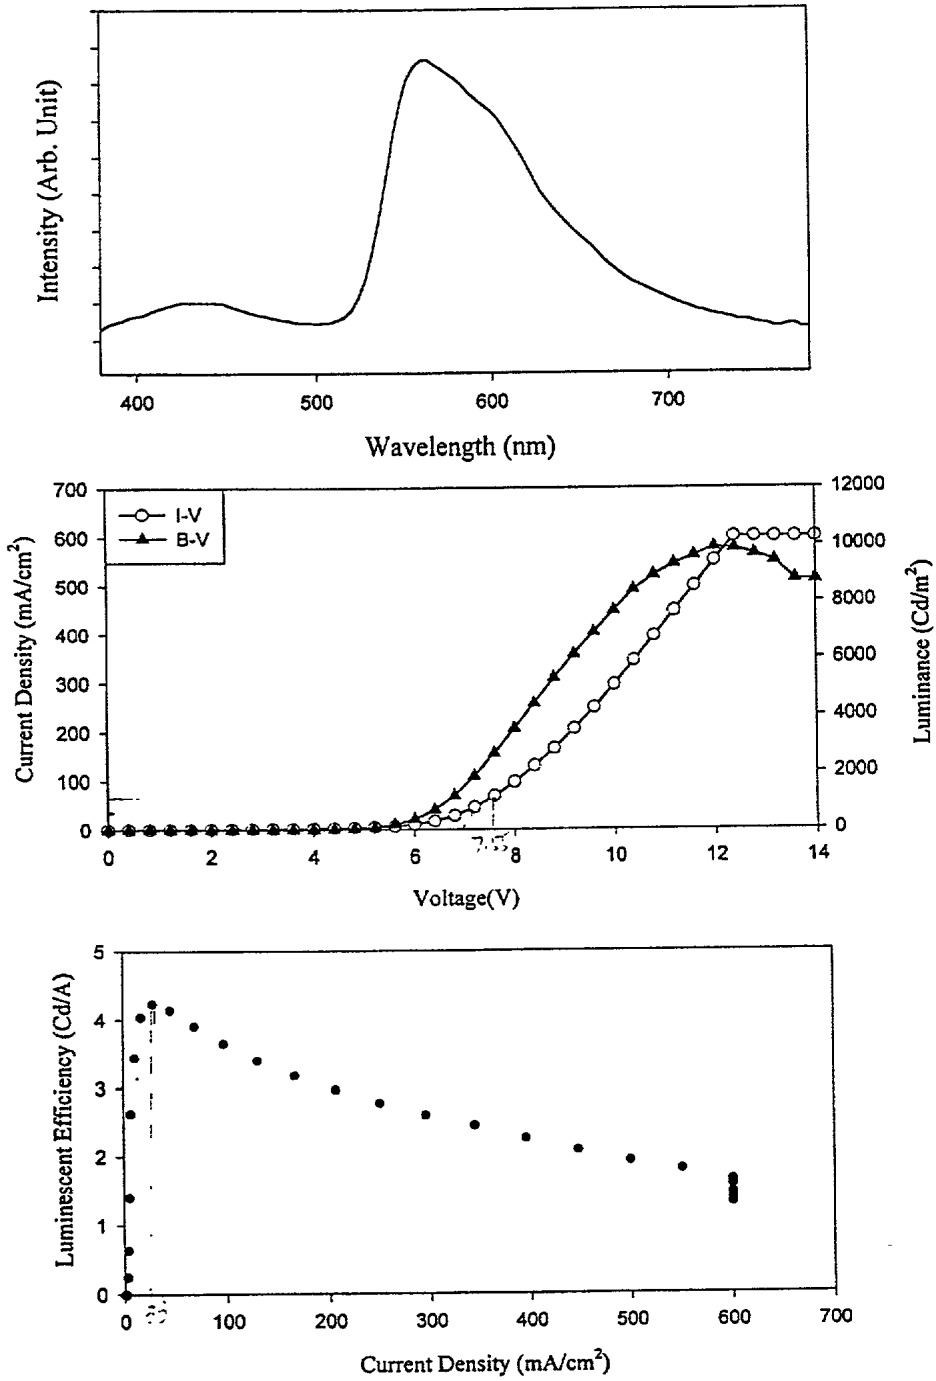 Intensity (Arb. Unit)
400 500 600 700
Wavelength (nm)
700 12000
600 10000
500 8000
400 6000
300 4000
200 2000
100 0
0
I-V
B-V
Current Density (mA/cm²)
Luminance (Cd/m²)
0 2 4 6 8 10 12 14
7.55
Voltage(V)
5
4
3
2
1
0
Luminescent Efficiency (Cd/A)
0 100 200 300 400 500 600 700
Current Density (mA/cm²)